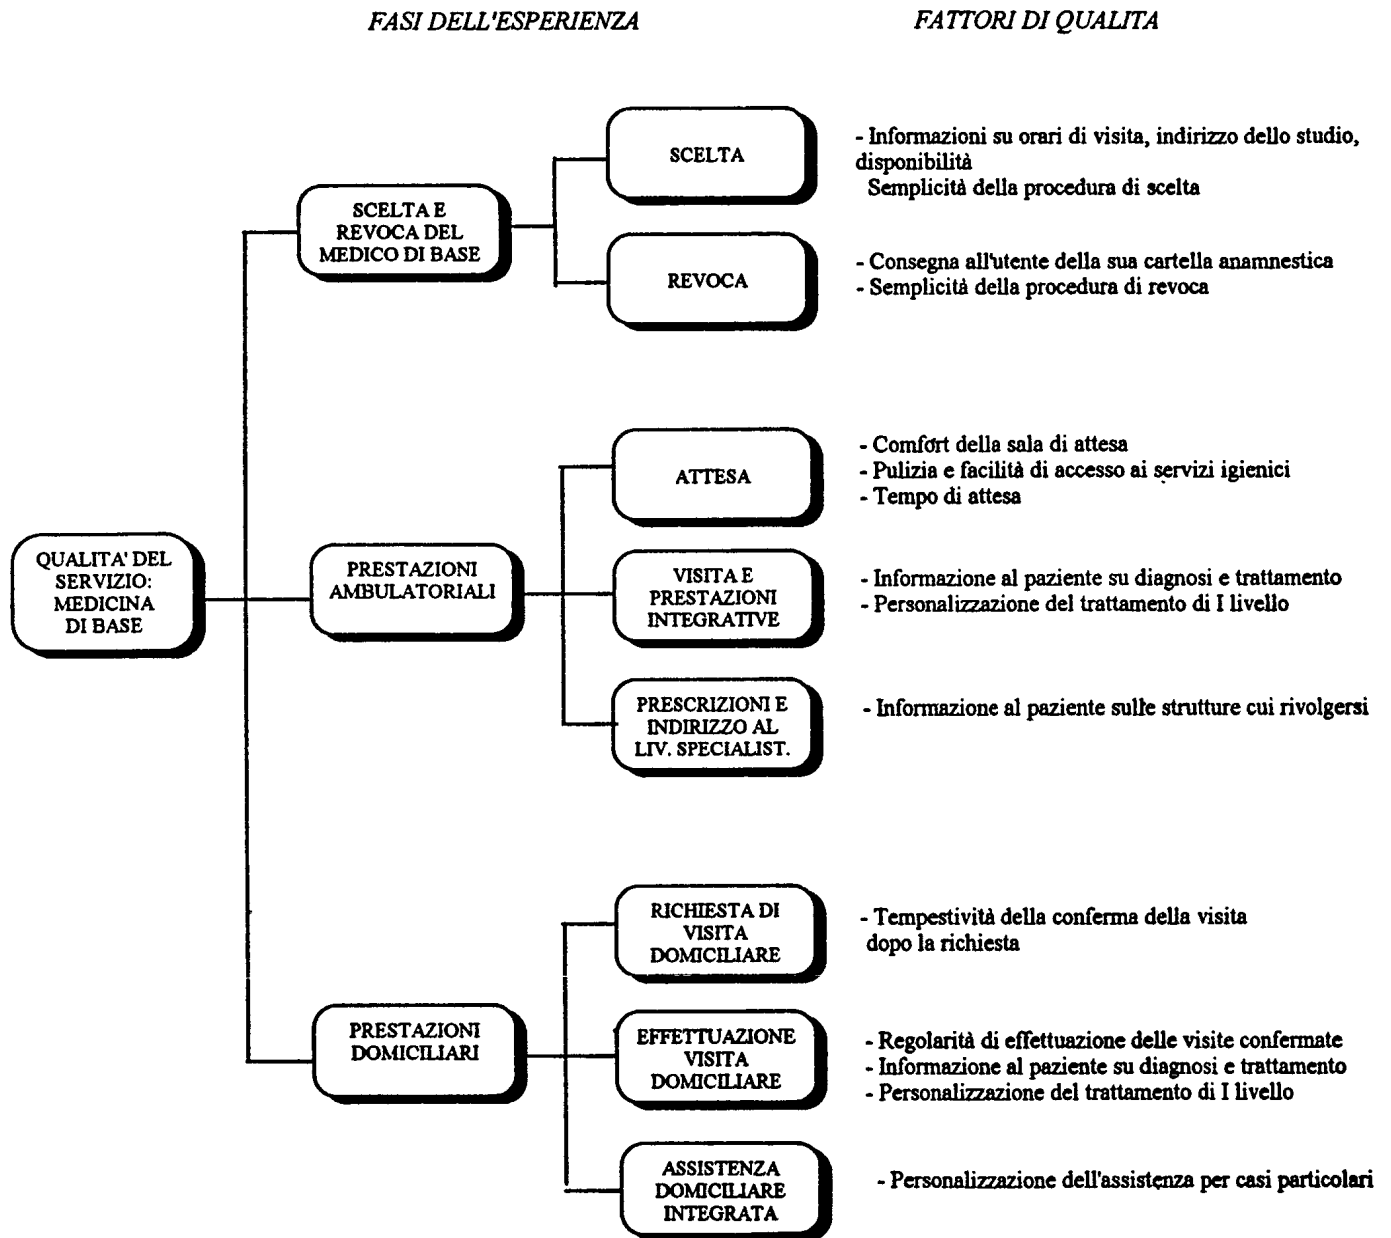 FASI DELL'ESPERIENZA
FATTORI DI QUALITA
SCELTA
- Informazioni su orari di visita, indirizzo dello studio,
disponibilità
Semplicità della procedura di scelta
SCELTA E
REVOCA DEL
MEDICO DI BASE
REVOCA
- Consegna all'utente della sua cartella anamnestica
- Semplicità della procedura di revoca
ATTESA
- Comfort della sala di attesa
- Pulizia e facilità di accesso ai servizi igienici
- Tempo di attesa
QUALITA' DEL
SERVIZIO:
MEDICINA
DI BASE
PRESTAZIONI
AMBULATORIALI
VISITA E
PRESTAZIONI
INTEGRATIVE
- Informazione al paziente su diagnosi e trattamento
- Personalizzazione del trattamento di I livello
PRESCRIZIONI E
INDIRIZZO AL
LIV. SPECIALIST.
- Informazione al paziente sulle strutture cui rivolgersi
RICHIESTA DI
VISITA
DOMICILIARE
- Tempestività della conferma della visita
dopo la richiesta
PRESTAZIONI
DOMICILIARI
EFFETTUAZIONE
VISITA
DOMICILIARE
- Regolarità di effettuazione delle visite confermate
- Informazione al paziente su diagnosi e trattamento
- Personalizzazione del trattamento di I livello
ASSISTENZA
DOMICILIARE
INTEGRATA
- Personalizzazione dell'assistenza per casi particolari